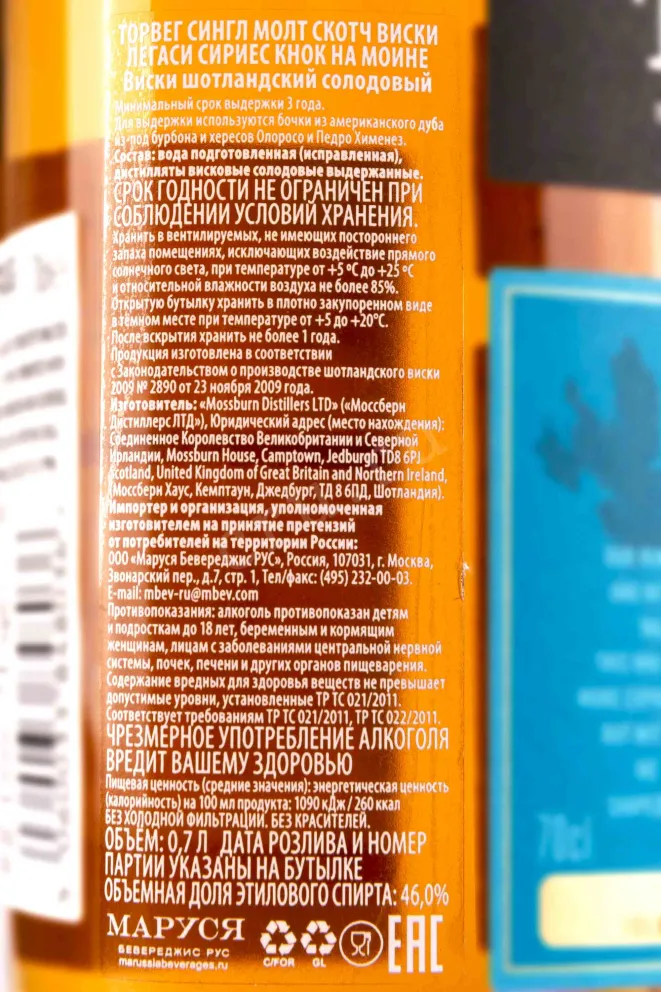 ТОРВЕГ СИНГЛ МОЛТ СКОТЧ ВИСКИ
ЛЕГАСИ СИРИЕС КНОК НА МОИНЕ
Виски шотландский солодовый
Минимальный срок выдержки 3 года.
Для выдержки используются бочки из американского дуба
из-под бурбона и хересов Олоросо и Педро Хименез.
Состав: вода подготовленная (исправленная),
дистилляты висковые солодовые выдержанные.
СРОК ГОДНОСТИ НЕ ОГРАНИЧЕН ПРИ
СОБЛЮДЕНИИ УСЛОВИЙ ХРАНЕНИЯ.
Хранить в вентилируемых, не имеющих постороннего
запаха помещениях, исключающих воздействие прямого
солнечного света, при температуре от +5 ºС до +25 ºС
и относительной влажности воздуха не более 85%.
Открытую бутылку хранить в плотно закупоренном виде
в темном месте при температуре от +5 до +20°С.
После вскрытия хранить не более 1 года.
Продукция изготовлена в соответствии
с Законодательством о производстве шотландского виски
2009 № 2890 от 23 ноября 2009 года.
Изготовитель: «Mossburn Distillers LTD» («Моссберн
Дистиллерс ЛТД»), Юридический адрес (место нахождения):
Соединенное Королевство Великобритании и Северной
Ирландии, Mossburn House, Camptown, Jedburgh TD8 6PJ,
Scotland, United Kingdom of Great Britain and Northern Ireland,
(Моссберн Хаус, Кемптаун, Джедбург, ТД 8 6ПД, Шотландия).
Импортер и организация, уполномоченная
изготовителем на принятие претензий
от потребителей на территории России:
ООО «Маруся Бевереджис РУС», Россия, 107031, г. Москва,
Звонарский пер., д.7, стр. 1, Тел/факс: (495) 232-00-03.
E-mail: mbev-ru@mbev.com
Противопоказания: алкоголь противопоказан детям
и подросткам до 18 лет, беременным и кормящим
женщинам, лицам с заболеваниями центральной нервной
системы, почек, печени и других органов пищеварения.
Содержание вредных для здоровья веществ не превышает
допустимые уровни, установленные ТР ТС 021/2011.
Соответствует требованиям ТР ТС 021/2011, ТР ТС 022/2011.
ЧРЕЗМЕРНОЕ УПОТРЕБЛЕНИЕ АЛКОГОЛЯ
ВРЕДИТ ВАШЕМУ ЗДОРОВЬЮ
Пищевая ценность (средние значения): энергетическая ценность
(калорийность) на 100 мл продукта: 1090 кДж / 260 ккал
БЕЗ ХОЛОДНОЙ ФИЛЬТРАЦИИ. БЕЗ КРАСИТЕЛЕЙ.
ОБЪЕМ: 0,7 Л ДАТА РОЗЛИВА И НОМЕР
ПАРТИИ УКАЗАНЫ НА БУТЫЛКЕ
ОБЪЕМНАЯ ДОЛЯ ЭТИЛОВОГО СПИРТА: 46,0%
МАРУСЯ
БЕВЕРЕДЖИС РУС
marussiabeverages.ru
C/FOR GL
EAC
70cl